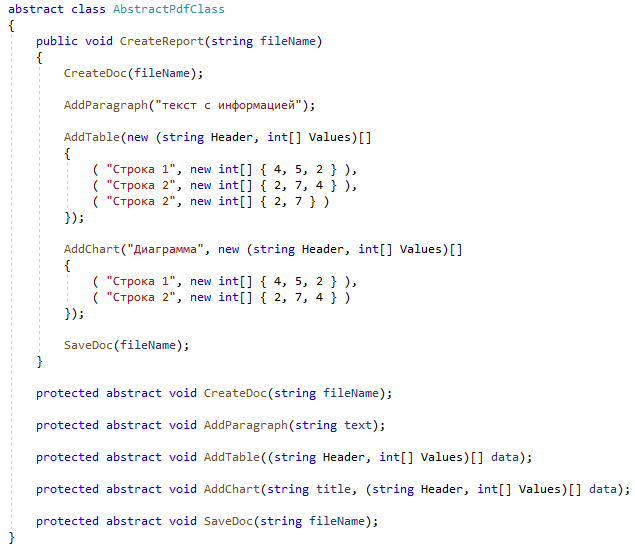 abstract class AbstractPdfClass
{
public void CreateReport(string fileName)
{
CreateDoc(fileName);
AddParagraph("текст с информацией");
AddTable(new (string Header, int[] Values)[]
{
( "Строка 1", new int[] { 4, 5, 2 } ),
( "Строка 2", new int[] { 2, 7, 4 } ),
( "Строка 2", new int[] { 2, 7 } )
});
AddChart("Диаграмма", new (string Header, int[] Values)[]
{
( "Строка 1", new int[] { 4, 5, 2 } ),
( "Строка 2", new int[] { 2, 7, 4 } )
});
SaveDoc(fileName);
}
protected abstract void CreateDoc(string fileName);
protected abstract void AddParagraph(string text);
protected abstract void AddTable((string Header, int[] Values)[] data);
protected abstract void AddChart(string title, (string Header, int[] Values)[] data);
protected abstract void SaveDoc(string fileName);
}